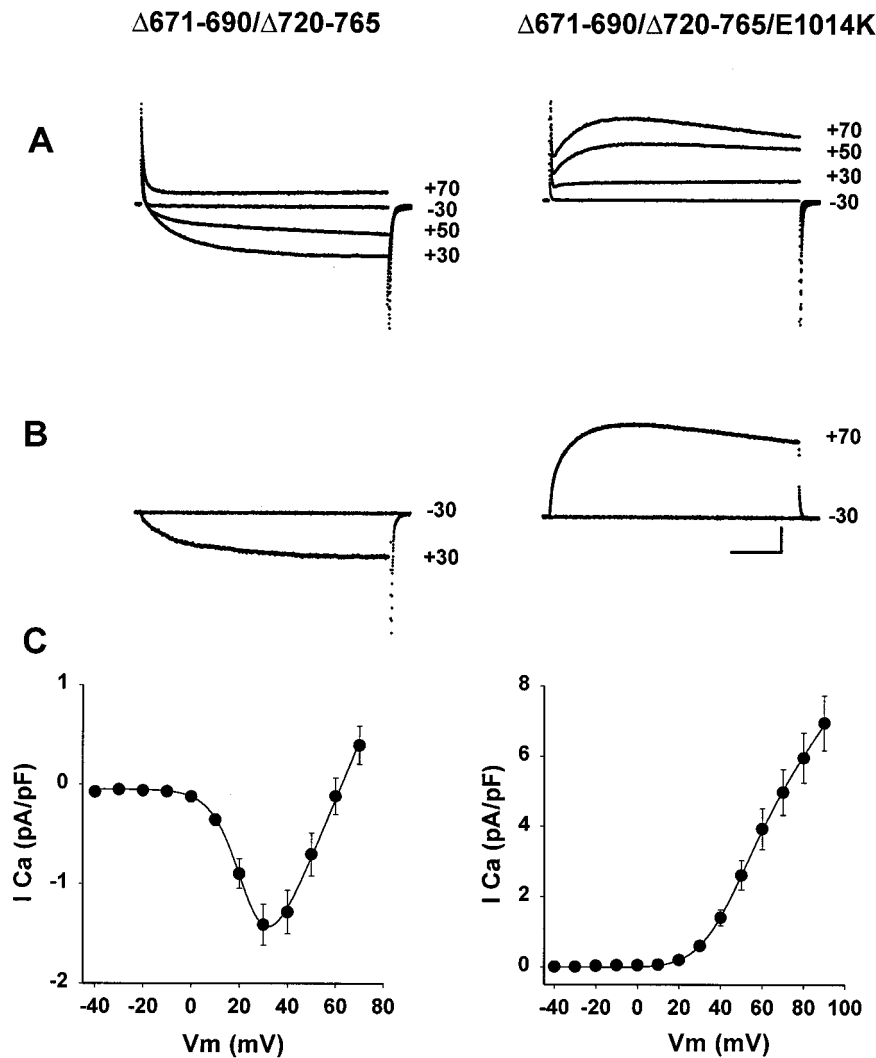 Δ671-690/Δ720-765
Δ671-690/Δ720-765/E1014K
A
+70
-30
+50
+30
+70
+50
+30
-30
B
-30
+30
+70
-30
C
1
0
-1
-2
I Ca (pA/pF)
-40 -20 0 20 40 60 80
Vm (mV)
8
6
4
2
0
I Ca (pA/pF)
-40 -20 0 20 40 60 80 100
Vm (mV)